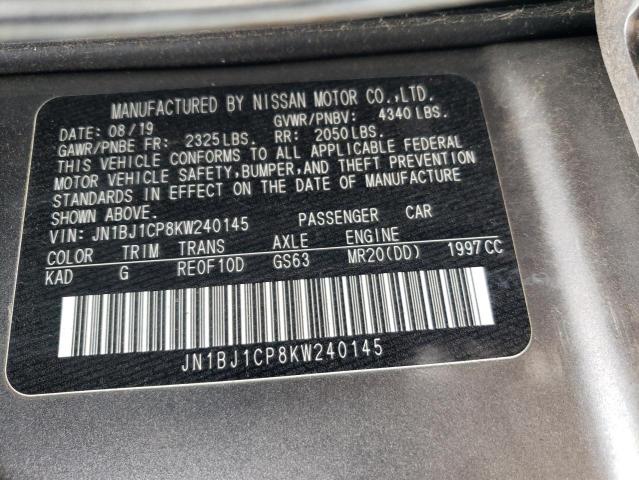 MANUFACTURED BY NISSAN MOTOR CO.,LTD.
DATE: 08/19 GVWR/PNBV: 4340 LBS.
GAWR/PNBE FR: 2325 LBS. RR: 2050 LBS.
THIS VEHICLE CONFORMS TO ALL APPLICABLE FEDERAL
MOTOR VEHICLE SAFETY,BUMPER,AND THEFT PREVENTION
STANDARDS IN EFFECT ON THE DATE OF MANUFACTURE
SHOWN ABOVE.
VIN: JN1BJ1CP8KW240145 PASSENGER CAR
COLOR TRIM TRANS AXLE ENGINE
KAD G RE0F10D GS63 MR20(DD) 1997 CC
JN1BJ1CP8KW240145